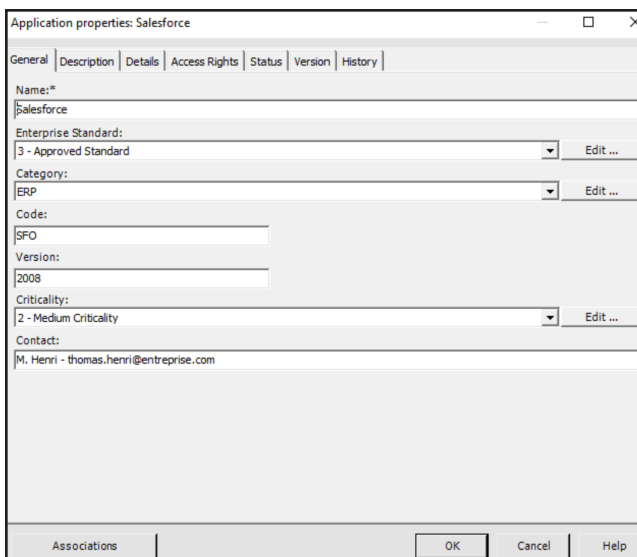 Application properties: Salesforce
General Description Details Access Rights Status Version History
Name:*
Salesforce
Enterprise Standard:
3 - Approved Standard Edit ...
Category:
ERP Edit ...
Code:
SFO
Version:
2008
Criticality:
2 - Medium Criticality Edit ...
Contact:
M. Henri - thomas.henri@entreprise.com
Associations OK Cancel Help